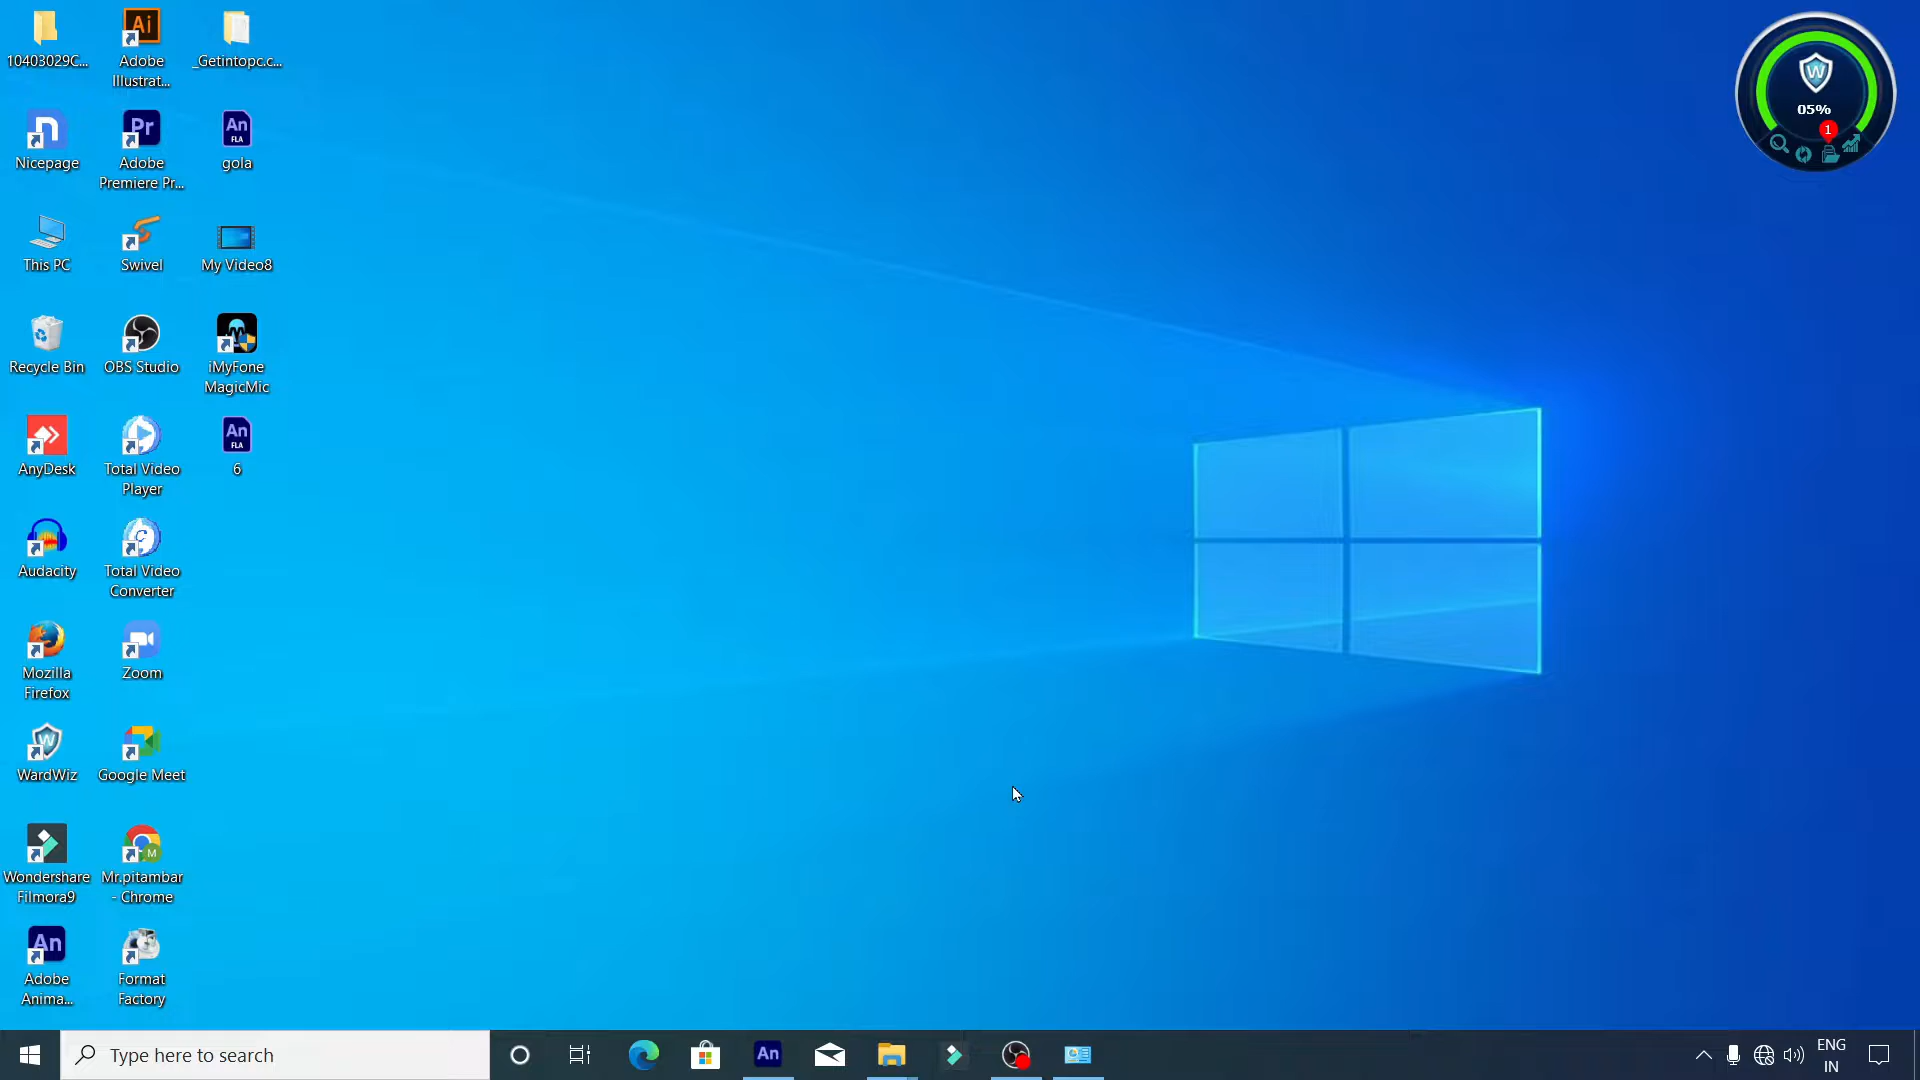 10403029C...
Nicepage
This PC
Recycle Bin
AnyDesk
Audacity
Mozilla
Firefox
WardWiz
Wondershare
Filmora9
An
Adobe
Anima...
Ai
Adobe
Illustrat...
Pr
Adobe
Premiere Pr...
Swivel
OBS Studio
Total Video
Player
Total Video
Converter
Zoom
Google Meet
M
Mr.pitambar
- Chrome
Format
Factory
_Getintopc.c...
An
FLA
gola
My Video8
iMyFone
MagicMic
An
FLA
6
W
05%
1
Type here to search
An
ENG
IN